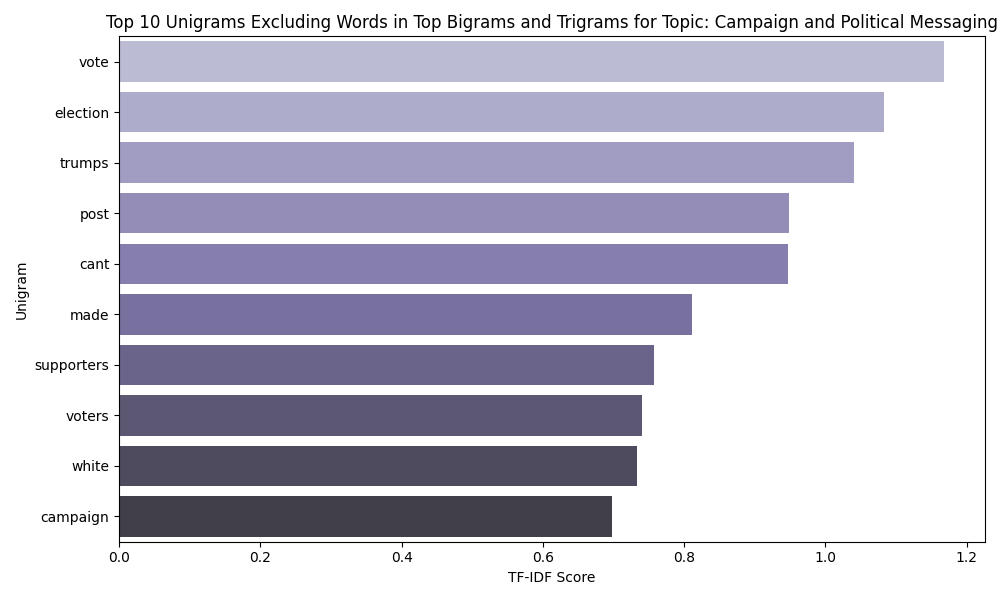 Top 10 Unigrams Excluding Words in Top Bigrams and Trigrams for Topic: Campaign and Political Messaging
Unigram
vote
election
trumps
post
cant
made
supporters
voters
white
campaign
0.0 0.2 0.4 0.6 0.8 1.0 1.2
TF-IDF Score